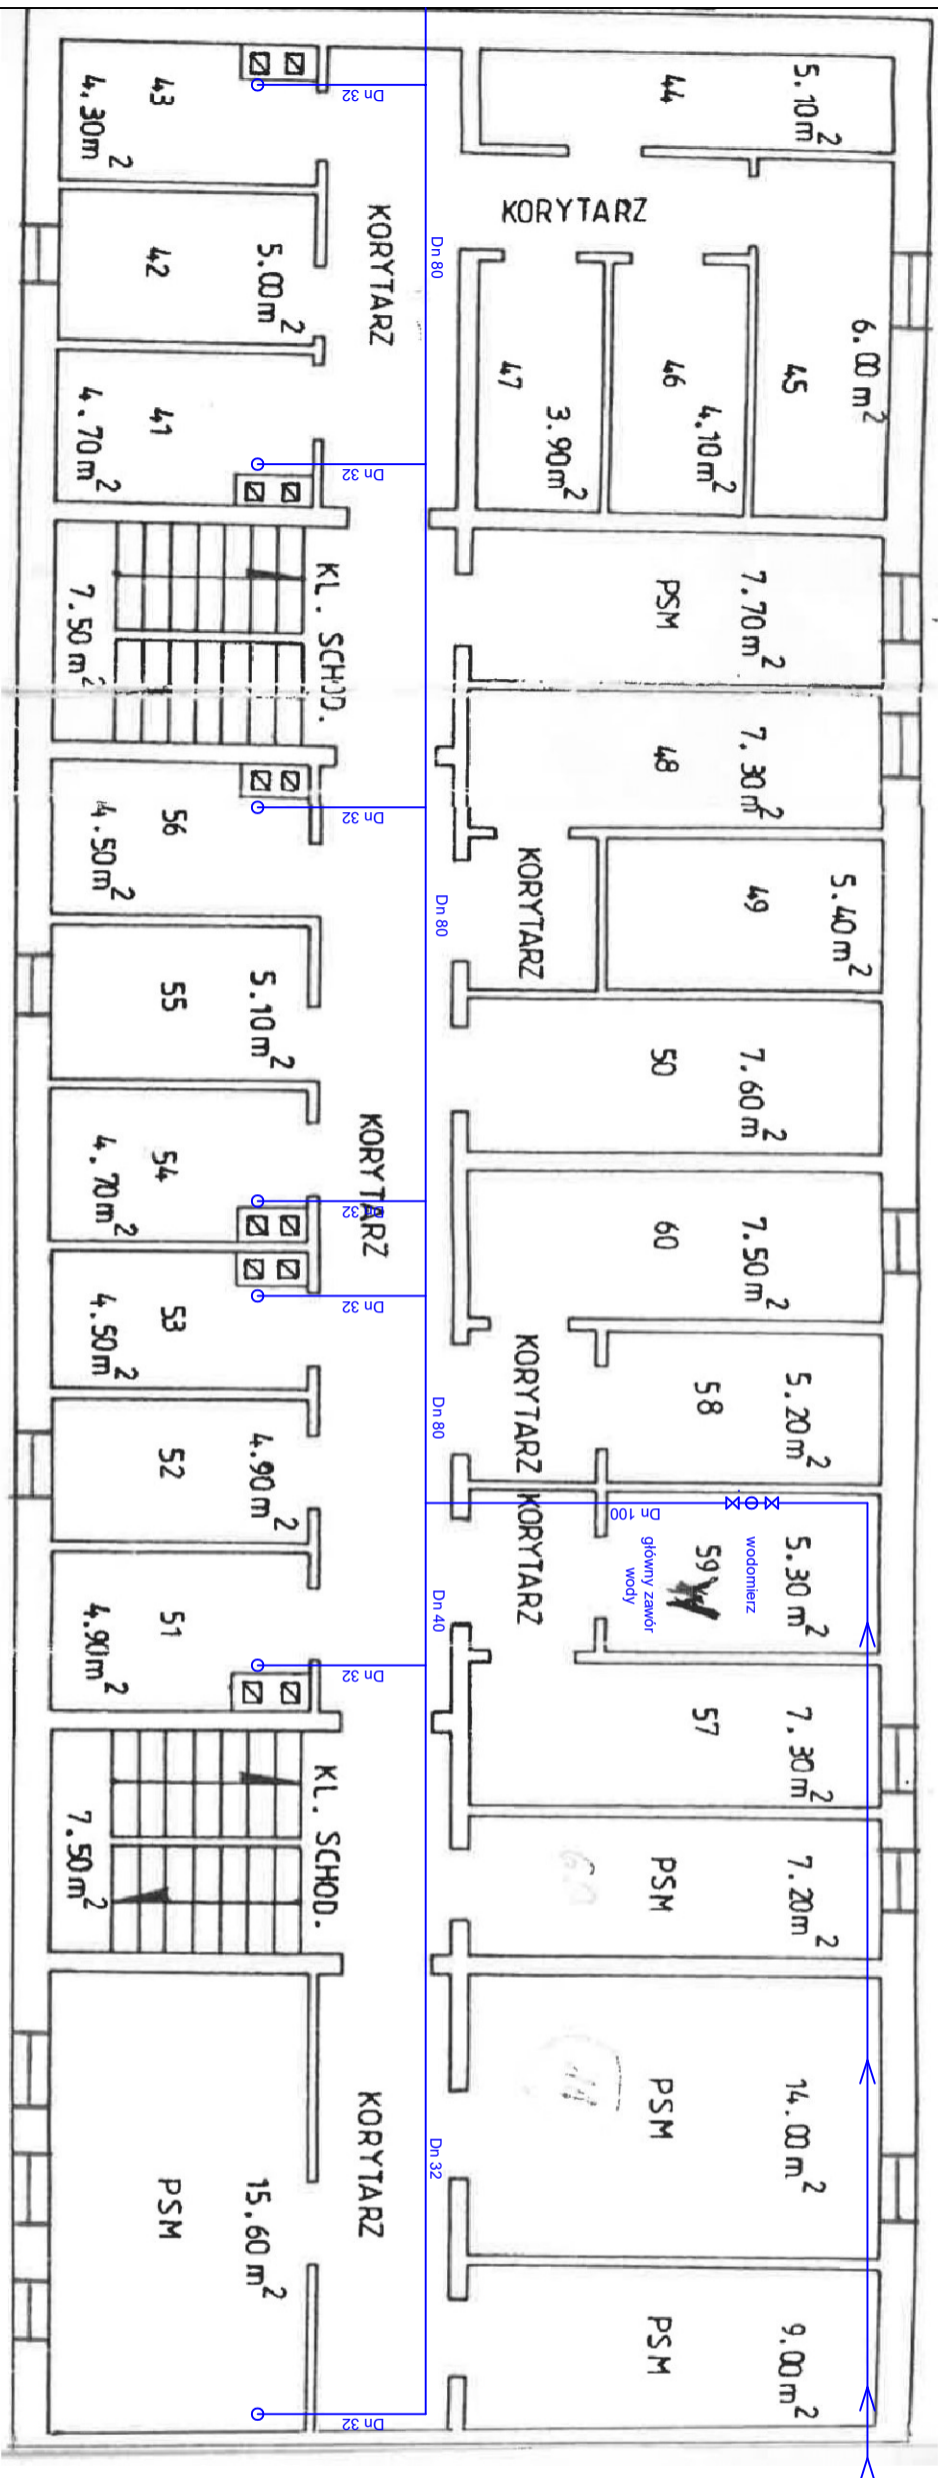 43
4.30m²
Dn 32
44
5.10m²
KORYTARZ
KORYTARZ
42
5.00m²
Dn 80
6.00m²
45
46
4.10m²
47
3.90m²
41
4.70m²
Dn 32
KL. SCHOD.
7.50m²
PSM
7.70m²
48
7.30m²
56
4.50m²
Dn 32
KORYTARZ
49
5.40m²
Dn 80
55
5.10m²
50
7.60m²
KORYTARZ
54
4.70m²
Dn 32
60
7.50m²
53
4.50m²
Dn 32
KORYTARZ
58
5.20m²
Dn 80
52
4.90m²
KORYTARZ
Dn 100
główny zawór
wody
59
wodomierz
5.30m²
Dn 40
51
4.90m²
Dn 32
57
7.30m²
KL. SCHOD.
7.50m²
PSM
7.20m²
KORYTARZ
PSM
14.00m²
Dn 32
PSM
15.60m²
PSM
9.00m²
Dn 32